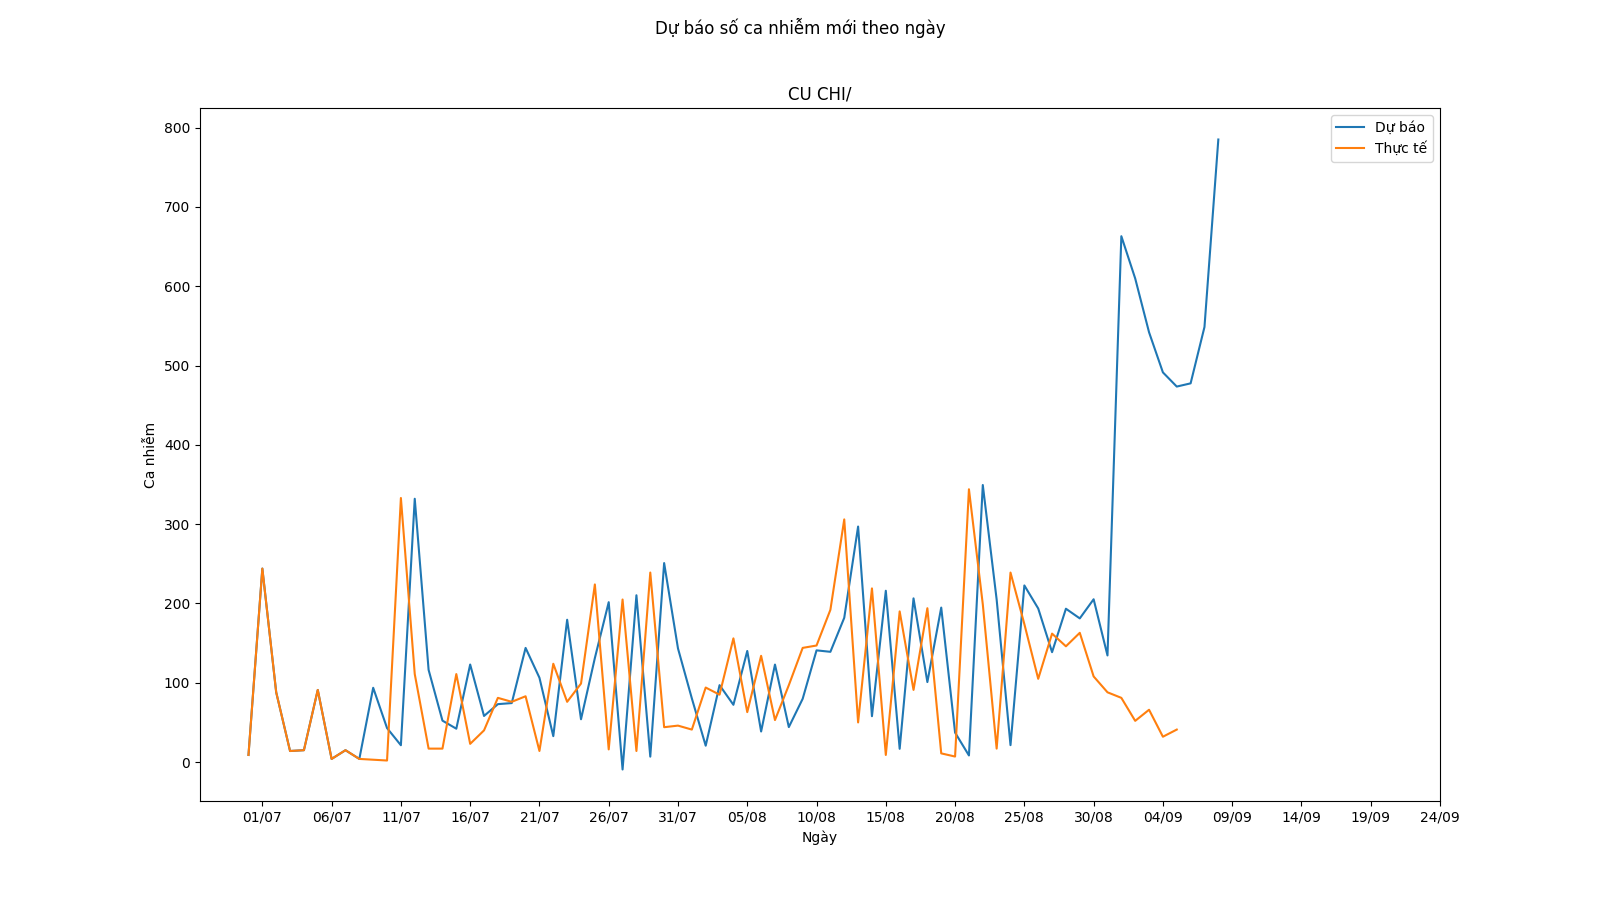 Dự báo số ca nhiễm mới theo ngày
CU CHI/
Dự báo
Thực tế
800
700
600
500
400
300
200
100
0
Ca nhiễm
01/07 06/07 11/07 16/07 21/07 26/07 31/07 05/08 10/08 15/08 20/08 25/08 30/08 04/09 09/09 14/09 19/09 24/09
Ngày